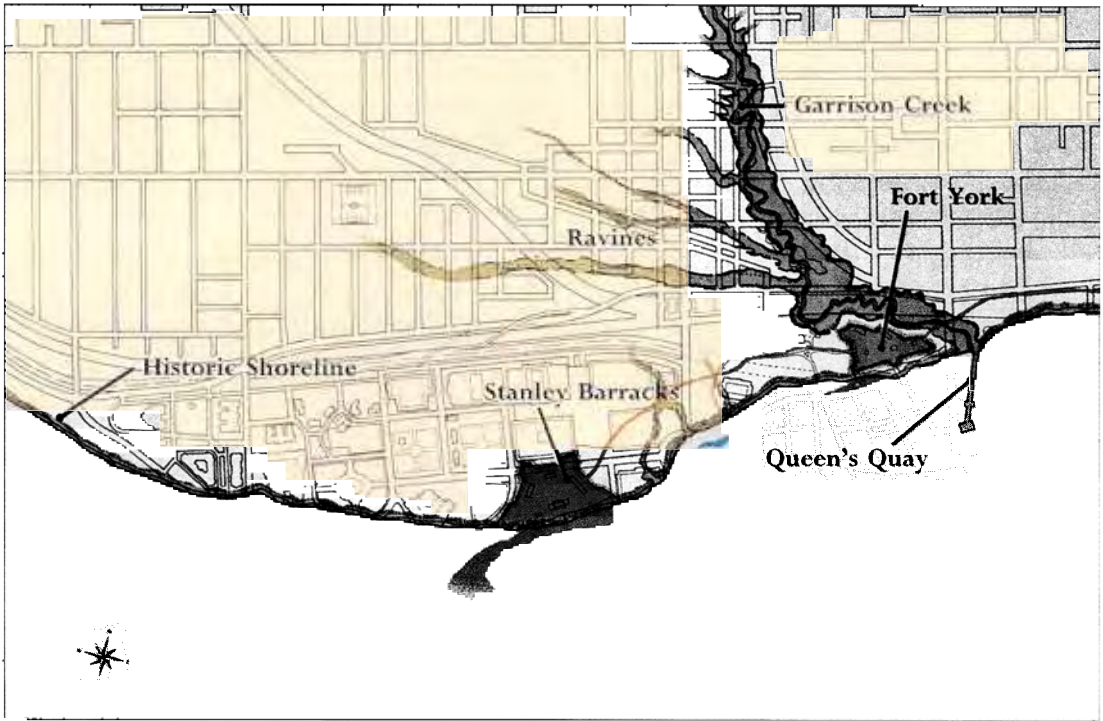 Garrison Creek
Fort York
Ravines
Historic Shoreline
Stanley Barracks
Queen's Quay